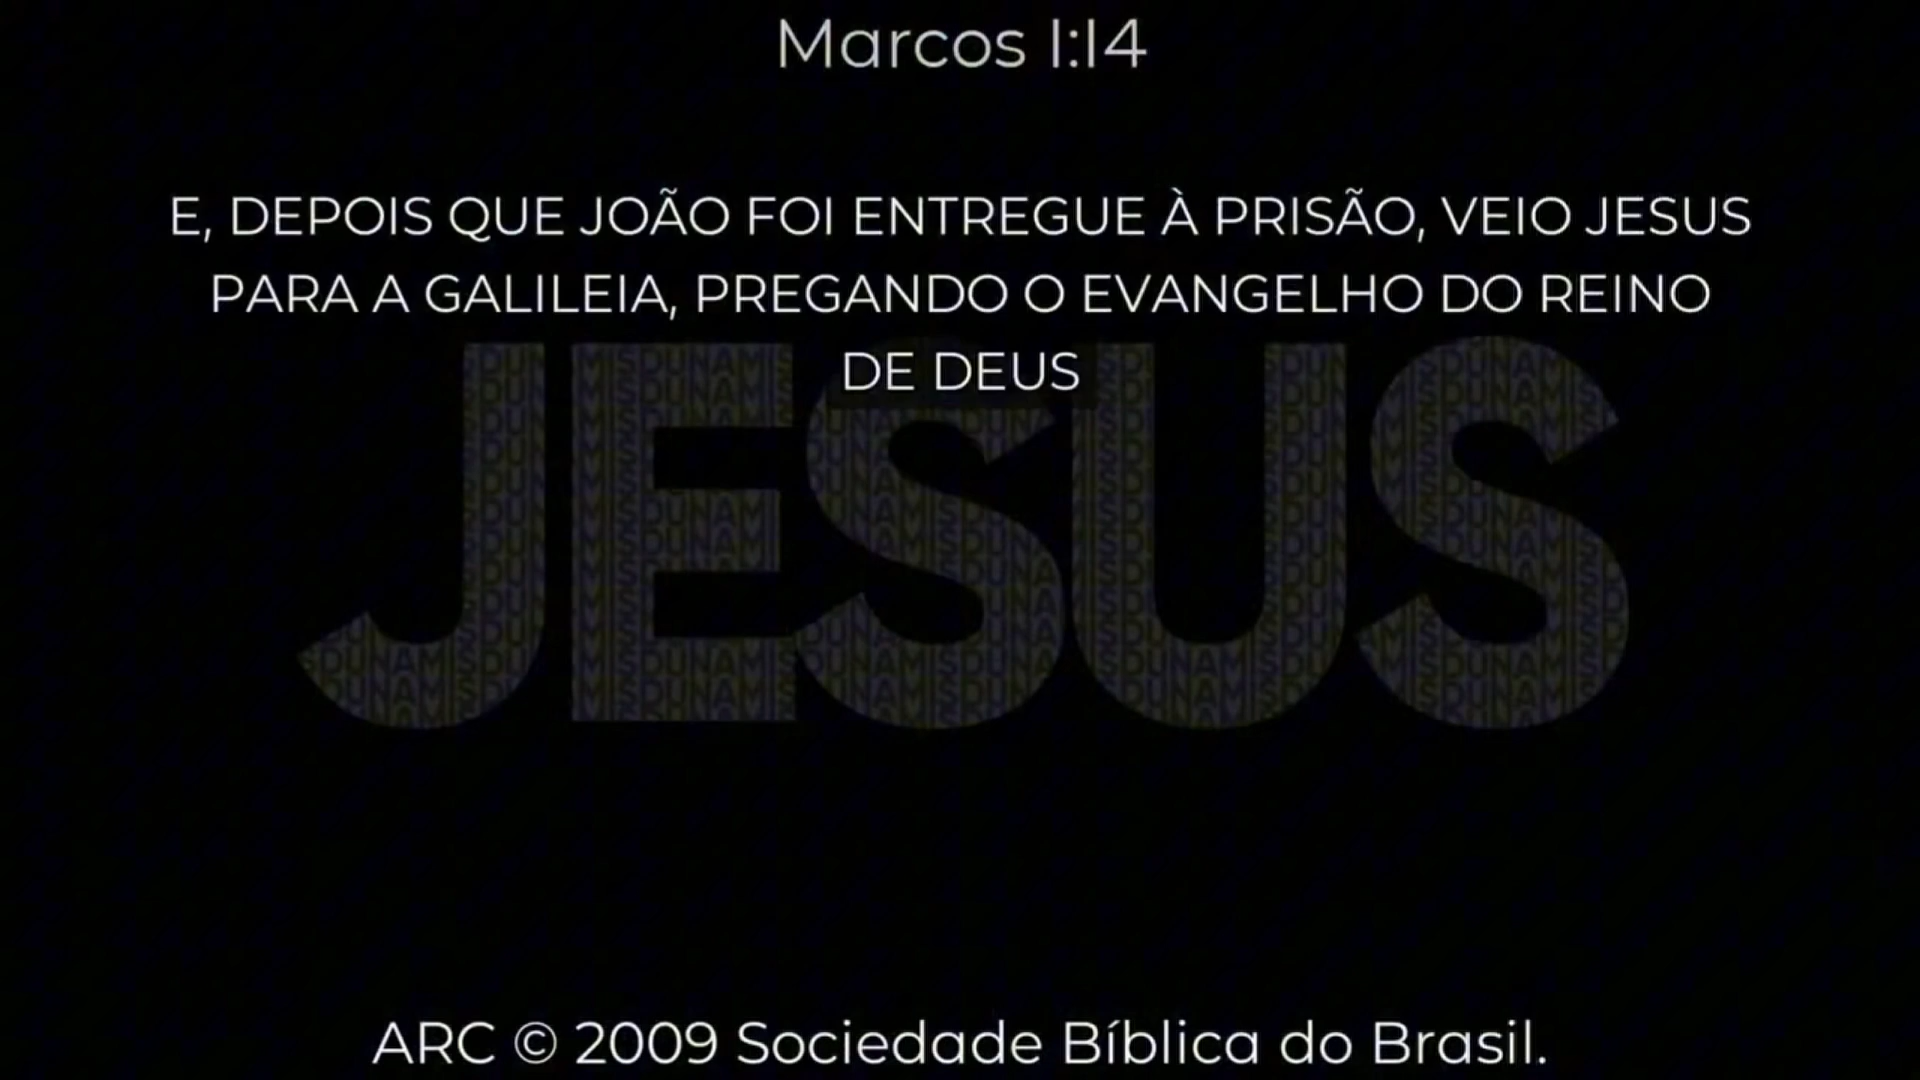 Marcos 1:14
E, DEPOIS QUE JOÃO FOI ENTREGUE À PRISÃO, VEIO JESUS
PARA A GALILEIA, PREGANDO O EVANGELHO DO REINO
DE DEUS
JESUS
ARC © 2009 Sociedade Bíblica do Brasil.